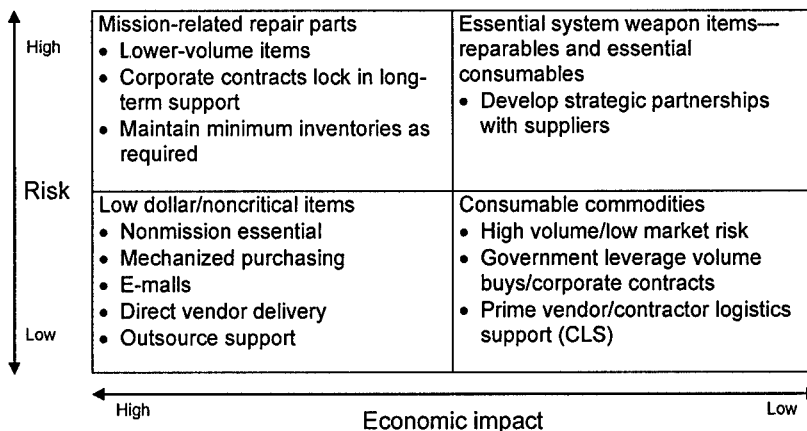 High
Risk
Low
Mission-related repair parts
• Lower-volume items
• Corporate contracts lock in long-
term support
• Maintain minimum inventories as
required
Essential system weapon items—
reparables and essential
consumables
• Develop strategic partnerships
with suppliers
Low dollar/noncritical items
• Nonmission essential
• Mechanized purchasing
• E-malls
• Direct vendor delivery
• Outsource support
Consumable commodities
• High volume/low market risk
• Government leverage volume
buys/corporate contracts
• Prime vendor/contractor logistics
support (CLS)
High
Economic impact
Low